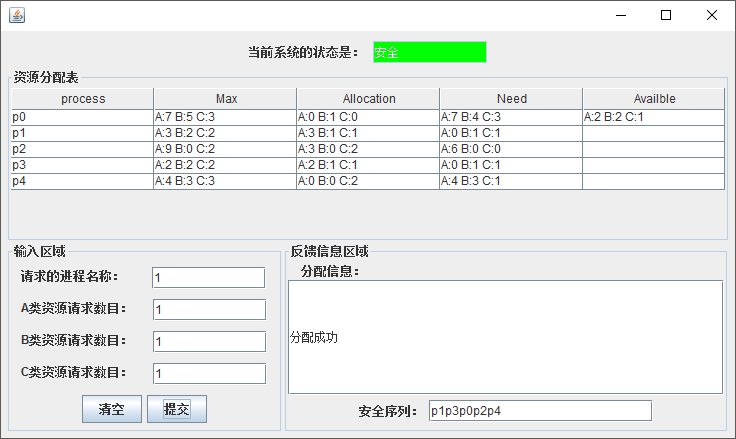 当前系统的状态是： 安全
资源分配表
process Max Allocation Need Availble
p0 A:7 B:5 C:3 A:0 B:1 C:0 A:7 B:4 C:3 A:2 B:2 C:1
p1 A:3 B:2 C:2 A:3 B:1 C:1 A:0 B:1 C:1
p2 A:9 B:0 C:2 A:3 B:0 C:2 A:6 B:0 C:0
p3 A:2 B:2 C:2 A:2 B:1 C:1 A:0 B:1 C:1
p4 A:4 B:3 C:3 A:0 B:0 C:2 A:4 B:3 C:1
输入区域
请求的进程名称： 1
A类资源请求数目： 1
B类资源请求数目： 1
C类资源请求数目： 1
清空 提交
反馈信息区域
分配信息：
分配成功
安全序列： p1p3p0p2p4